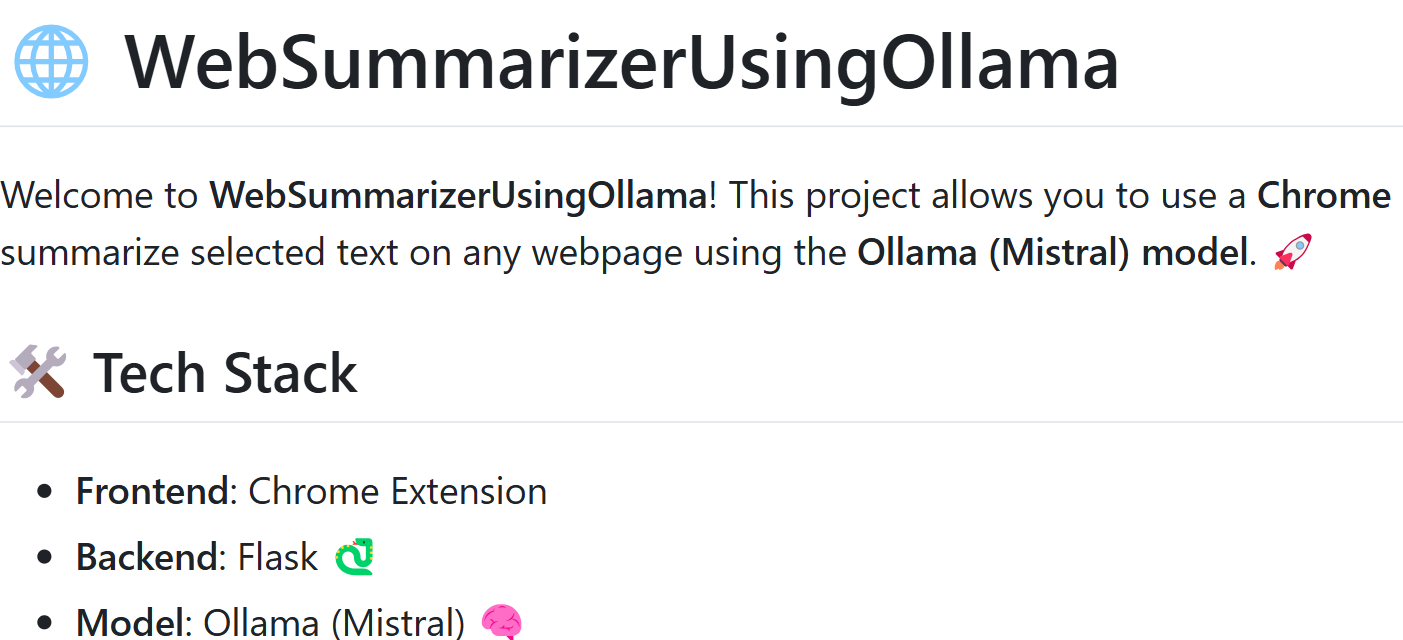 WebSummarizerUsingOllama
Welcome to WebSummarizerUsingOllama! This project allows you to use a Chrome
summarize selected text on any webpage using the Ollama (Mistral) model.
Tech Stack
Frontend: Chrome Extension
Backend: Flask
Model: Ollama (Mistral)